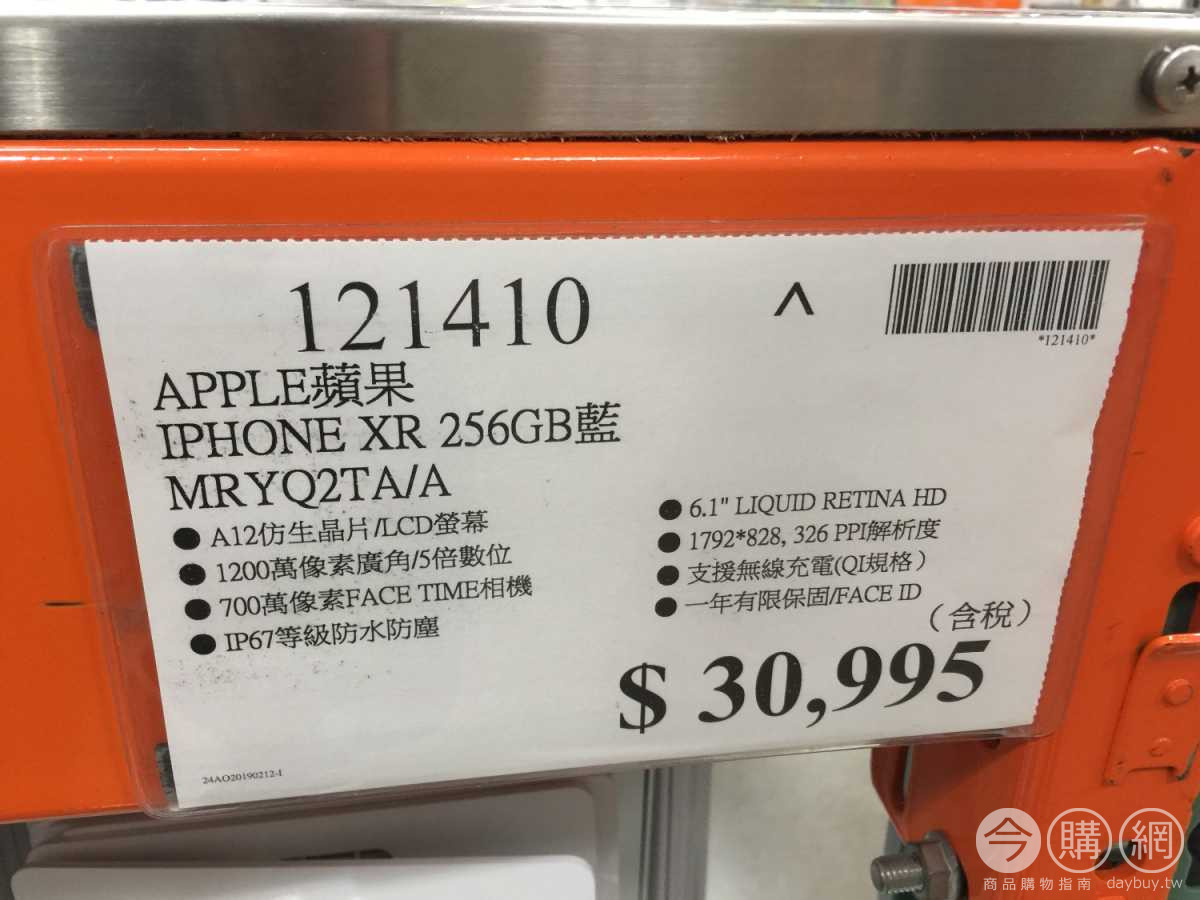 121410
^
*121410*
APPLE蘋果
IPHONE XR 256GB藍
MRYQ2TA/A
● A12仿生晶片/LCD螢幕
● 1200萬像素廣角/5倍數位
● 700萬像素FACE TIME相機
● IP67等級防水防塵
● 6.1" LIQUID RETINA HD
● 1792*828, 326 PPI解析度
● 支援無線充電(QI規格)
● 一年有限保固/FACE ID
(含稅)
$ 30,995
24AO20190212-I
今購網
商品購物指南 daybuy.tw